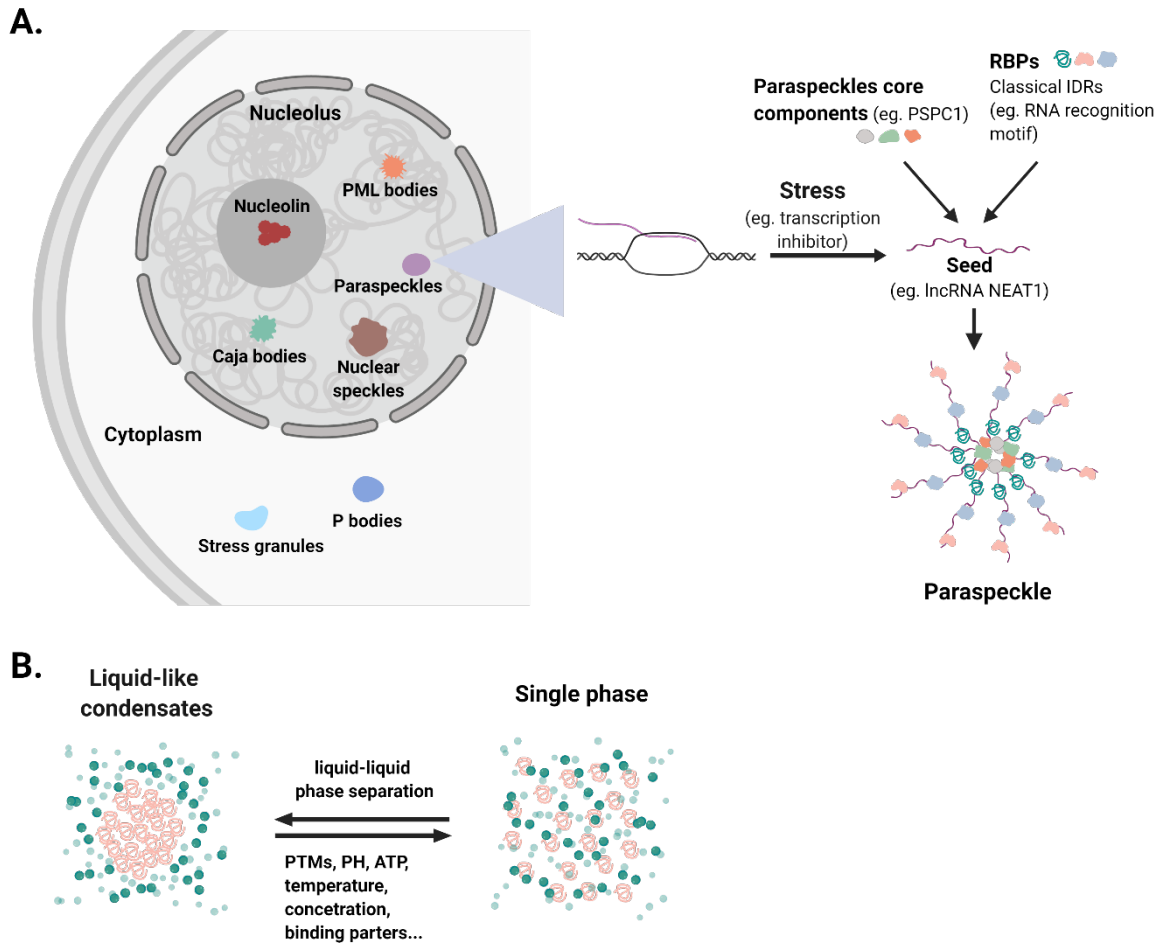 A.
Nucleolus
PML bodies
Nucleolin
Paraspeckles
Caja bodies
Nuclear
speckles
Cytoplasm
P bodies
Stress granules
Stress
(eg. transcription
inhibitor)
Paraspeckles core
components (eg. PSPC1)
RBPs
Classical IDRs
(eg. RNA recognition
motif)
Seed
(eg. lncRNA NEAT1)
Paraspeckle
B.
Liquid-like
condensates
liquid-liquid
phase separation
PTMs, PH, ATP,
temperature,
concetration,
binding parters...
Single phase